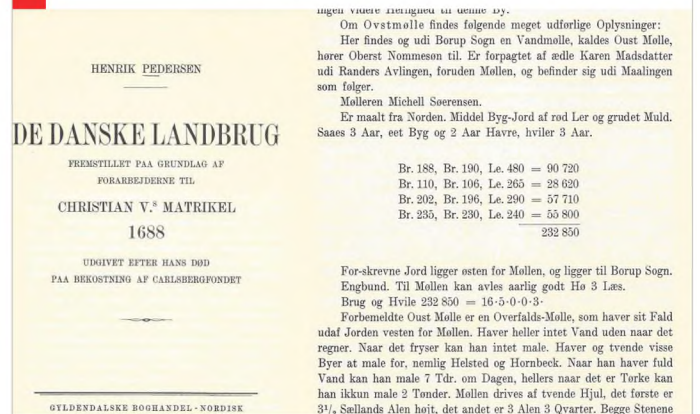 HENRIK PEDERSEN
DE DANSKE LANDBRUG
FREMSTILLET PAA GRUNDLAG AF
FORARBEJDERNE TIL
CHRISTIAN V.s MATRIKEL
1688
UDGIVET EFTER HANS DØD
PAA BEKOSTNING AF CARLSBERGFONDET
GYLDENDALSKE BOGHANDEL - NORDISK
ingen videre Herlighed til denne By.
Om Ovstmølle findes følgende meget udførlige Oplysninger:
Her findes og udi Borup Sogn en Vandmølle, kaldes Oust Mølle,
hører Oberst Nommesøn til. Er forpagtet af ædle Karen Madsdatter
udi Randers Avlingen, foruden Møllen, og befinder sig udi Maalingen
som følger.
Mølleren Michell Søerensen.
Er maalt fra Norden. Middel Byg-Jord af rød Ler og grudet Muld.
Saaes 3 Aar, eet Byg og 2 Aar Havre, hviler 3 Aar.
Br. 188, Br. 190, Le. 480 = 90 720
Br. 110, Br. 106, Le. 265 = 28 620
Br. 202, Br. 196, Le. 290 = 57 710
Br. 235, Br. 230, Le. 240 = 55 800
232 850
For-skrevne Jord ligger østen for Møllen, og ligger til Borup Sogn.
Engbund. Til Møllen kan avles aarlig godt Hø 3 Læs.
Brug og Hvile 232 850 = 16·5·0·0·3·
Forbemeldte Oust Mølle er en Overfalds-Mølle, som haver sit Fald
udaf Jorden vesten for Møllen. Haver heller intet Vand uden naar det
regner. Naar det fryser kan han intet male. Haver og tvende visse
Byer at male for, nemlig Helsted og Hornbeck. Naar han haver fuld
Vand kan han male 7 Tdr. om Dagen, hellers naar det er Tørke kan
han ikkun male 2 Tønder. Møllen drives af tvende Hjul, det første er
3¹/₂ Sællands Alen højt, det andet er 3 Alen 3 Qvarter. Begge Stenene